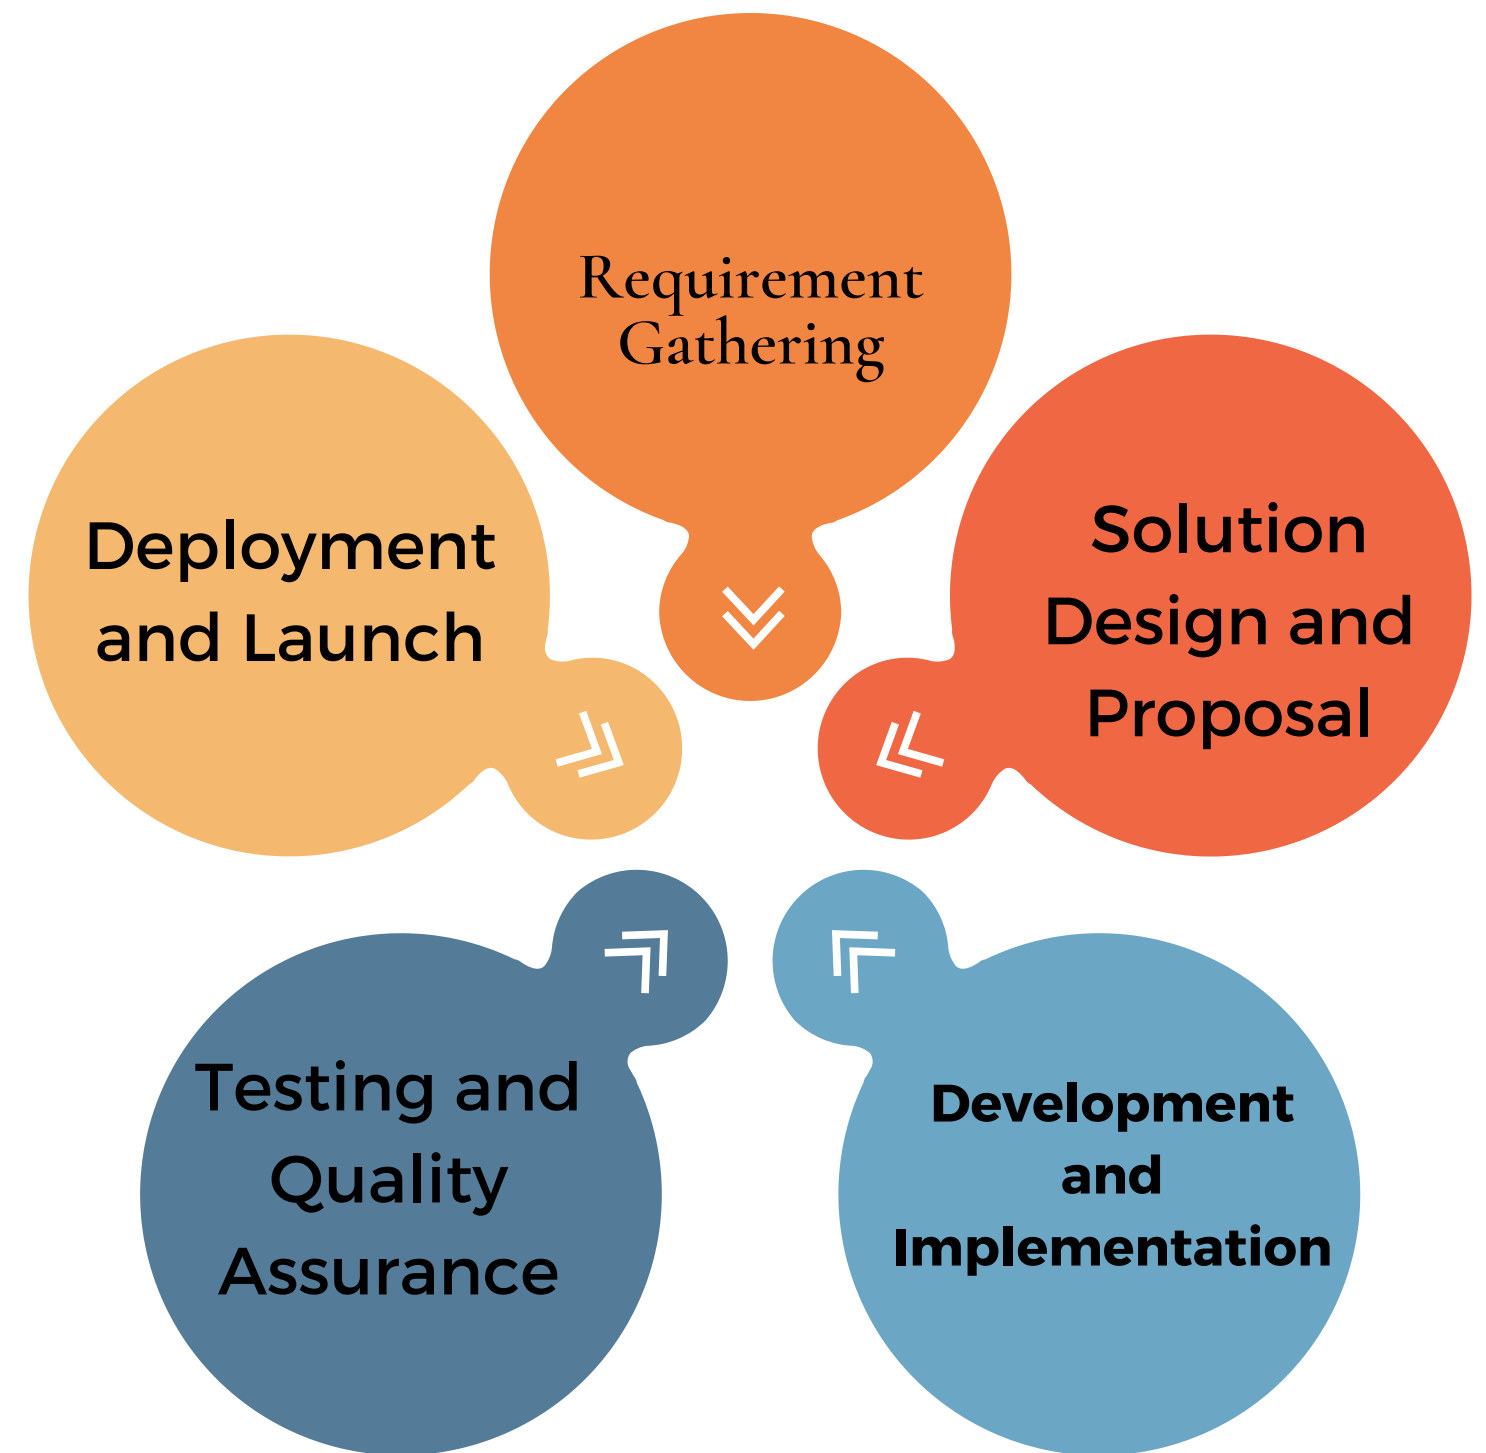 Requirement
Gathering
Solution
Design and
Proposal
Development
and
Implementation
Testing and
Quality
Assurance
Deployment
and Launch